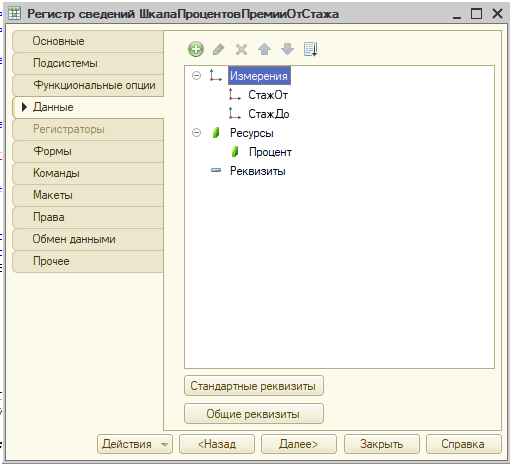 Регистр сведений ШкалаПроцентовПремииОтСтажа
Основные
Подсистемы
Функциональные опции
Данные
Регистраторы
Формы
Команды
Макеты
Права
Обмен данными
Прочее
Измерения
СтажОт
СтажДо
Ресурсы
Процент
Реквизиты
Стандартные реквизиты
Общие реквизиты
Действия
<Назад
Далее>
Закрыть
Справка